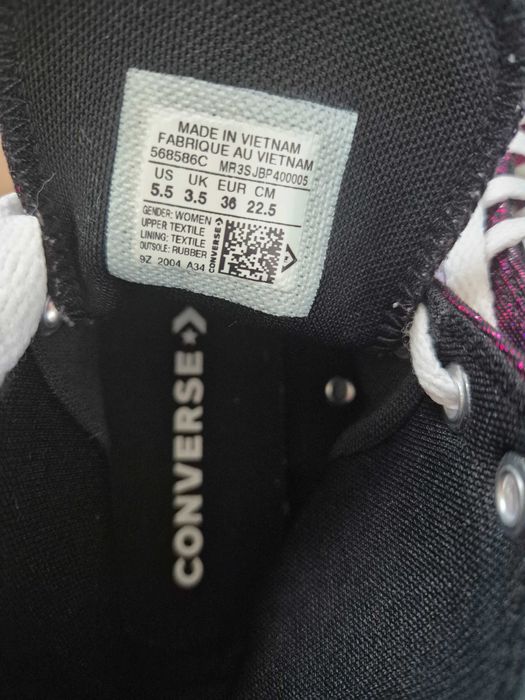 MADE IN VIETNAM
FABRIQUE AU VIETNAM
568586C MR3SJBP400005
US UK EUR CM
5.5 3.5 36 22.5
GENDER: WOMEN
UPPER TEXTILE
LINING: TEXTILE
OUTSOLE: RUBBER
9Z 2004 A34
CONVERSE
CONVERSE